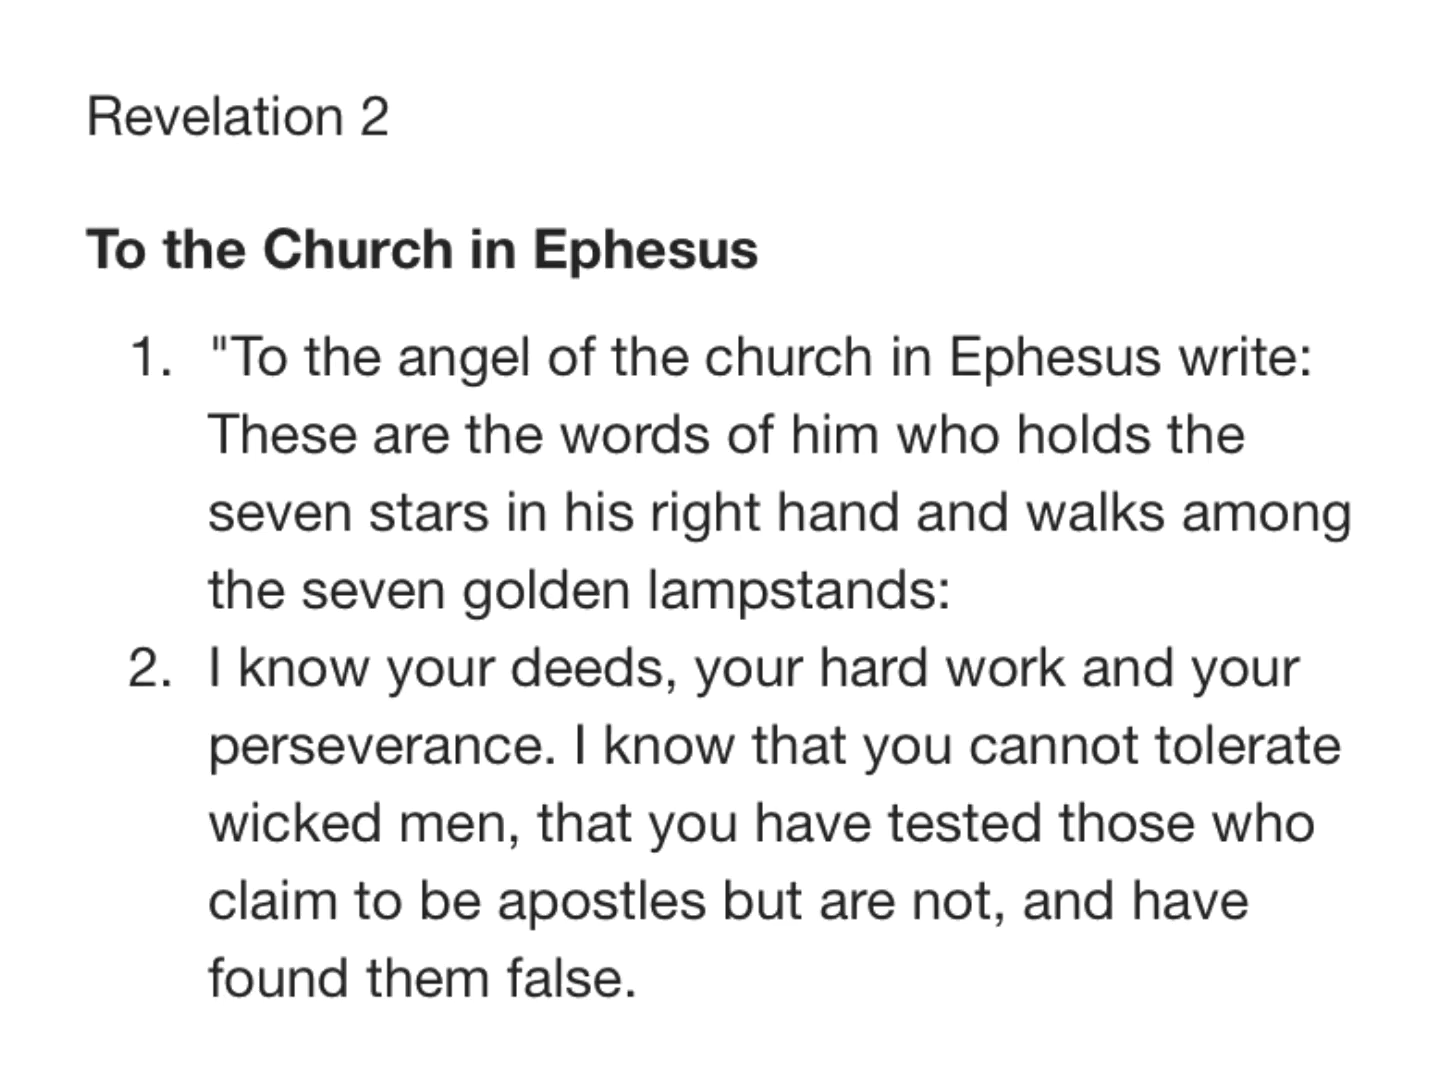 Revelation 2
To the Church in Ephesus
1. "To the angel of the church in Ephesus write:
These are the words of him who holds the
seven stars in his right hand and walks among
the seven golden lampstands:
2. I know your deeds, your hard work and your
perseverance. I know that you cannot tolerate
wicked men, that you have tested those who
claim to be apostles but are not, and have
found them false.